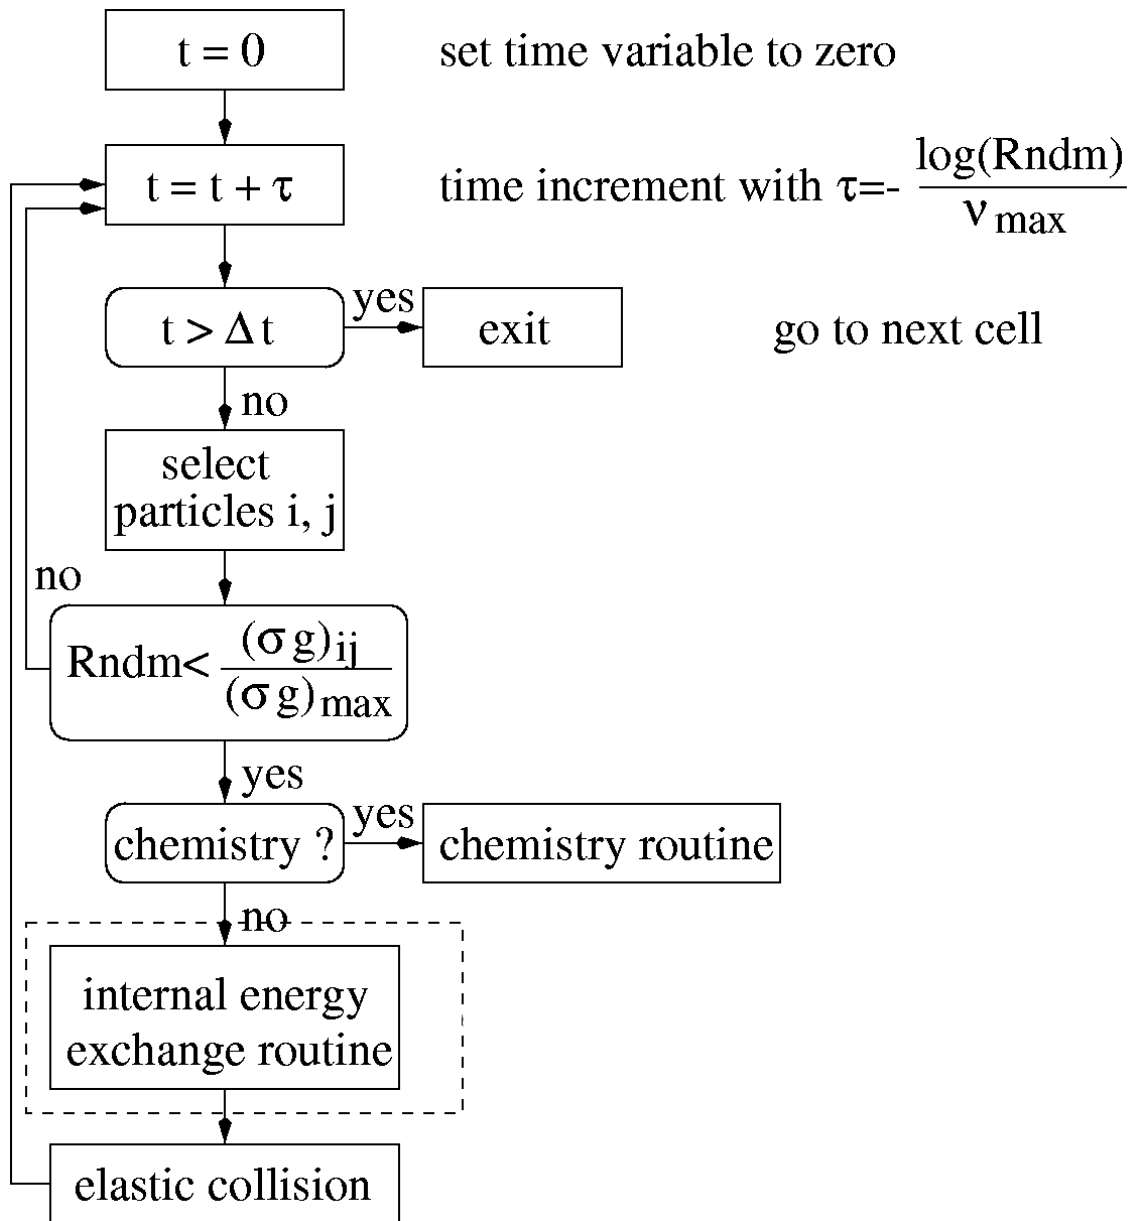 t = 0
set time variable to zero
t = t + τ
time increment with τ=- log(Rndm)
ν max
t > Δ t
yes
exit
go to next cell
no
select
particles i, j
no
Rndm< (σ g)ij
(σ g)max
yes
chemistry ?
yes
chemistry routine
no
internal energy
exchange routine
elastic collision